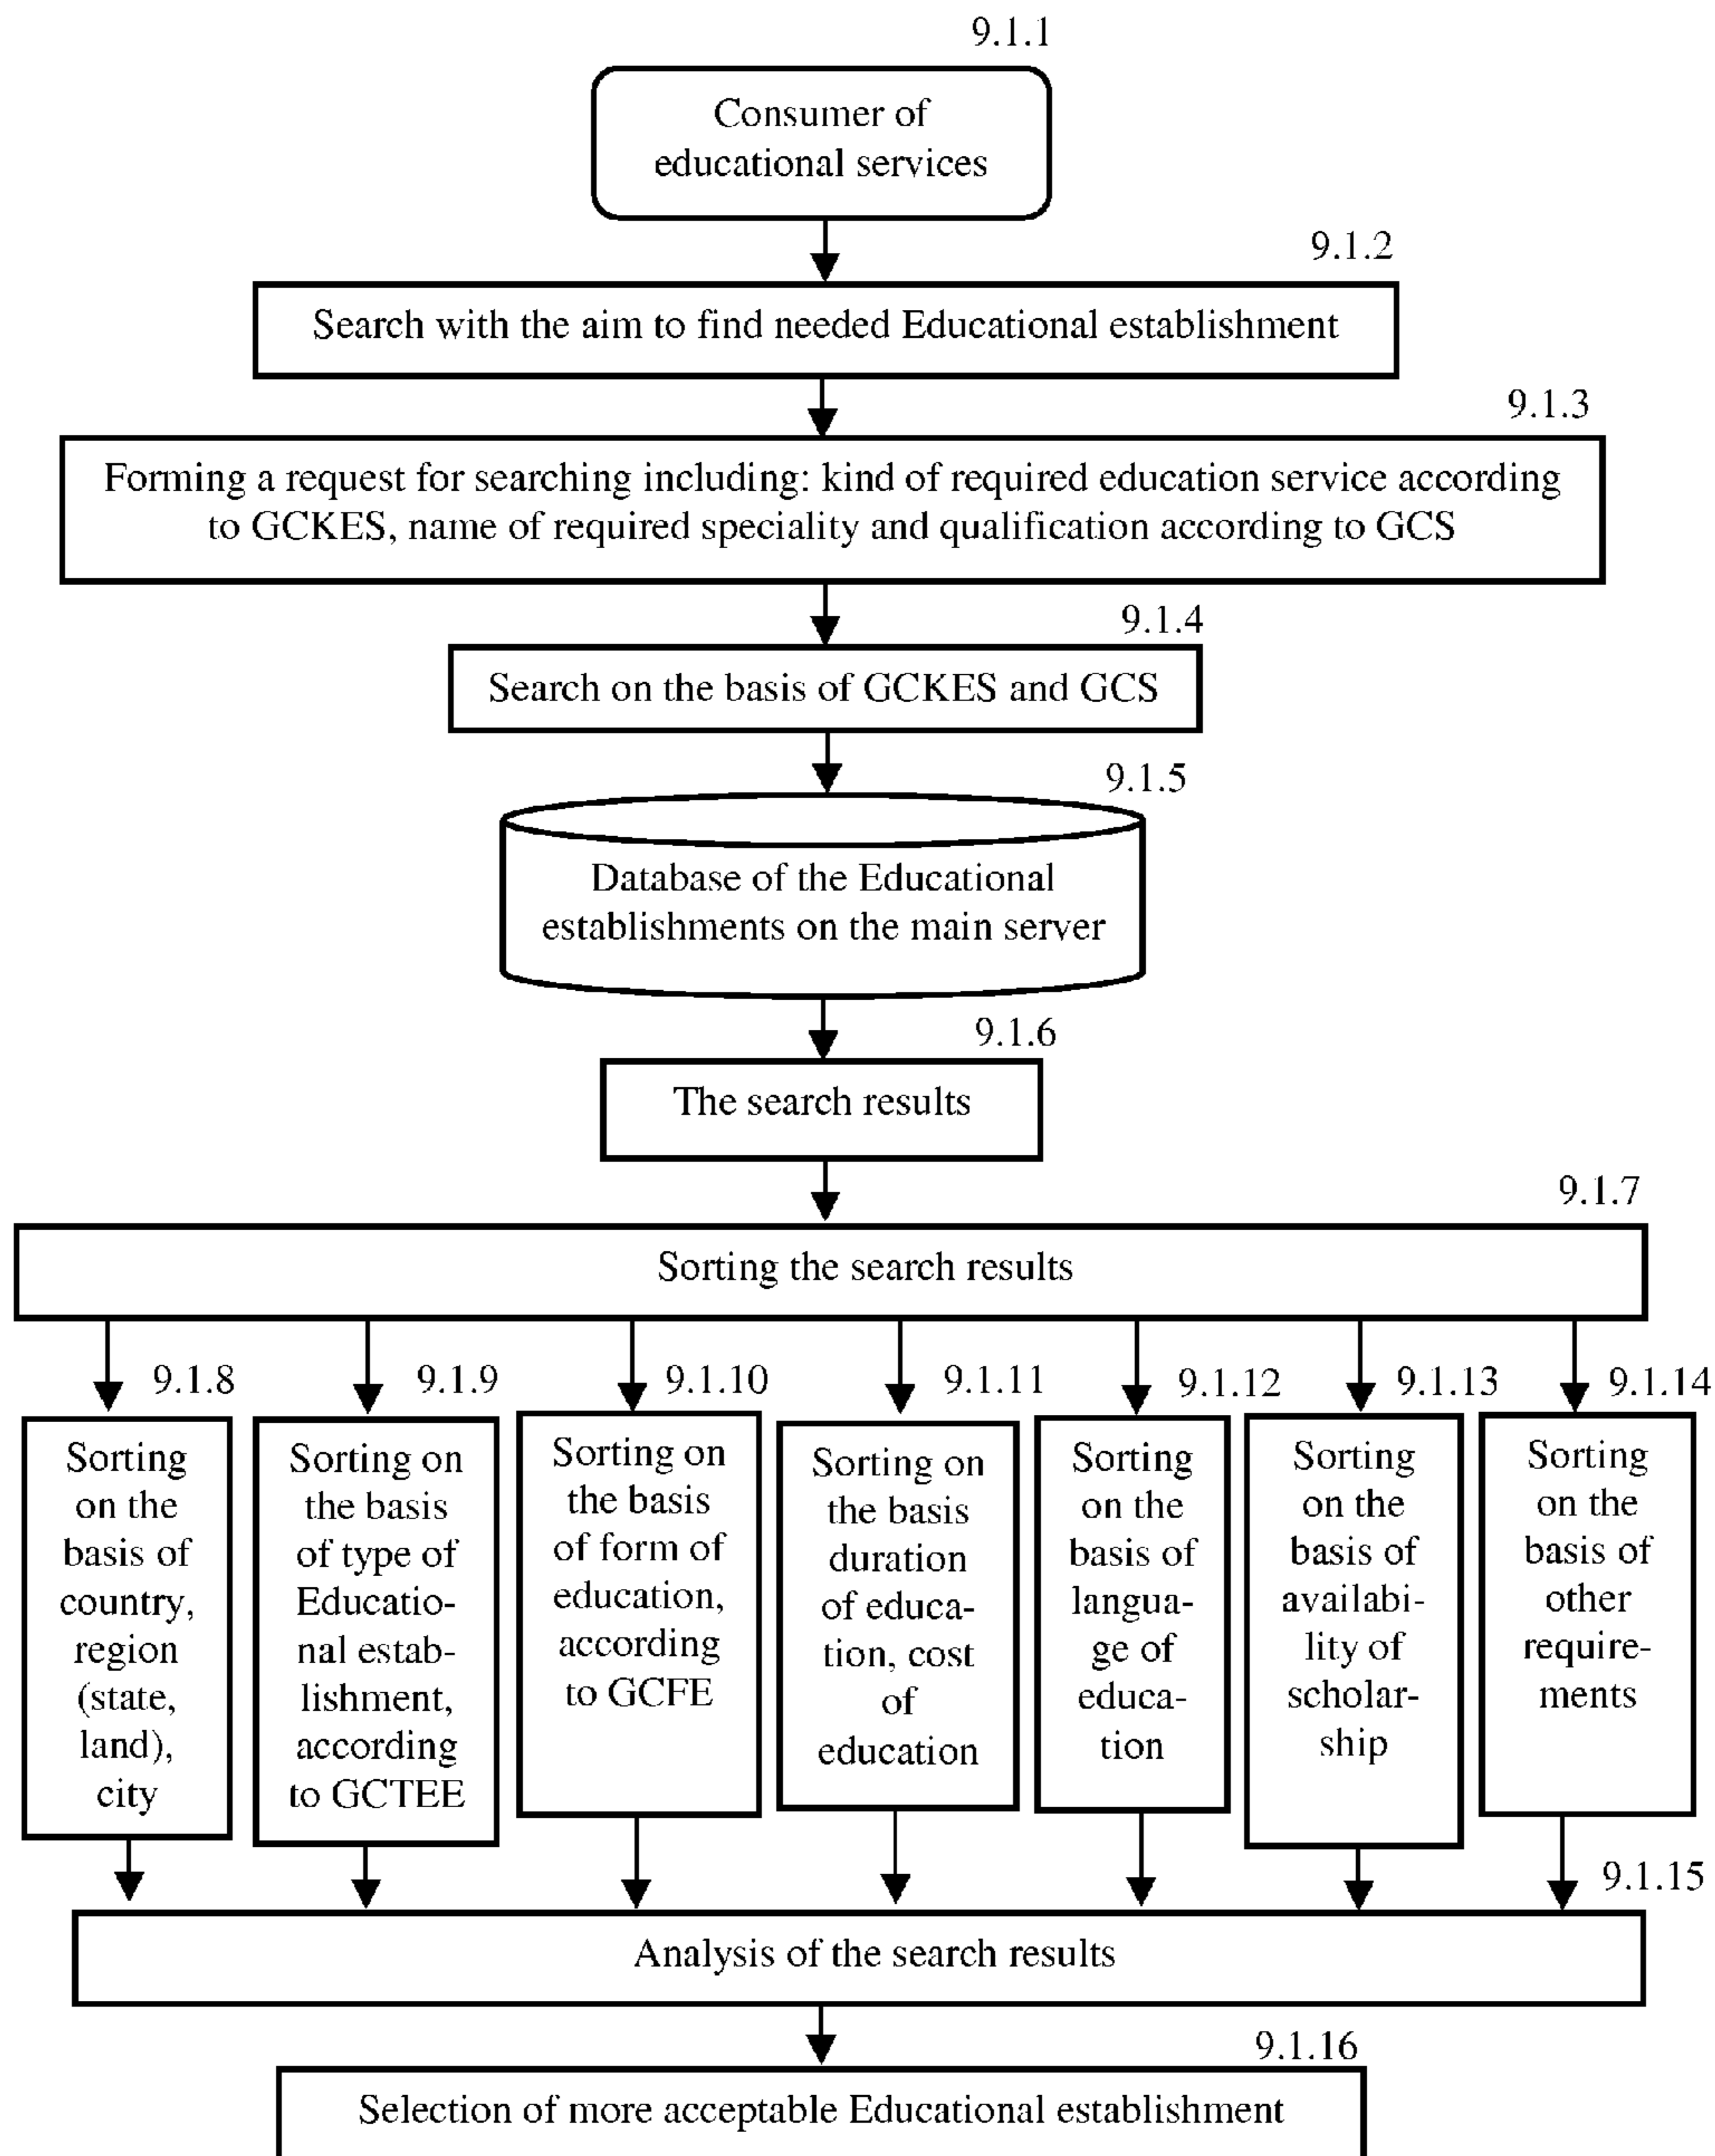 9.1.1
Consumer of
educational services
9.1.2
Search with the aim to find needed Educational establishment
9.1.3
Forming a request for searching including: kind of required education service according
to GCKES, name of required speciality and qualification according to GCS
9.1.4
Search on the basis of GCKES and GCS
9.1.5
Database of the Educational
establishments on the main server
9.1.6
The search results
9.1.7
Sorting the search results
9.1.8
Sorting
on the
basis of
country,
region
(state,
land),
city
9.1.9
Sorting on
the basis
of type of
Educatio-
nal estab-
lishment,
according
to GCTEE
9.1.10
Sorting on
the basis
of form of
education,
according
to GCFE
9.1.11
Sorting on
the basis
duration
of educa-
tion, cost
of
education
9.1.12
Sorting
on the
basis of
langua-
ge of
educa-
tion
9.1.13
Sorting
on the
basis of
availabi-
lity of
scholar-
ship
9.1.14
Sorting
on the
basis of
other
require-
ments
9.1.15
Analysis of the search results
9.1.16
Selection of more acceptable Educational establishment